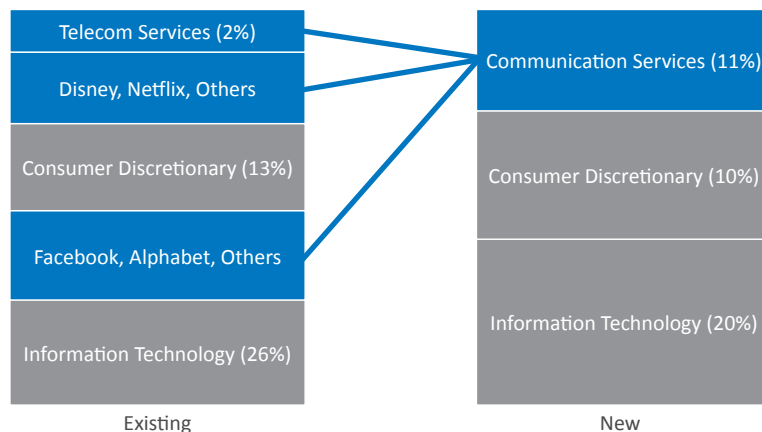 Telecom Services (2%)
Disney, Netflix, Others
Consumer Discretionary (13%)
Facebook, Alphabet, Others
Information Technology (26%)
Existing
Communication Services (11%)
Consumer Discretionary (10%)
Information Technology (20%)
New